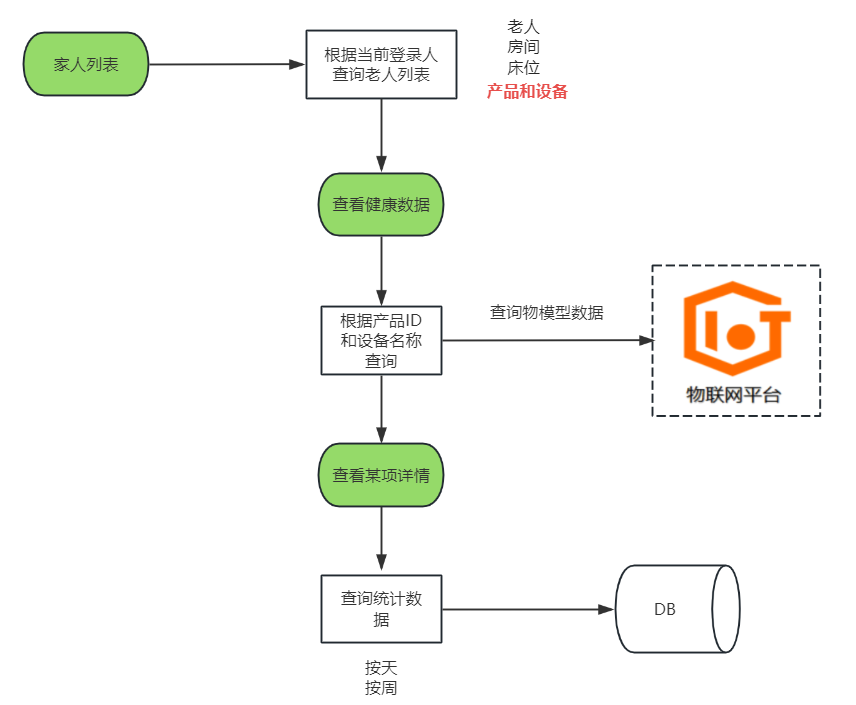 家人列表
根据当前登录人
查询老人列表
老人
房间
床位
产品和设备
查看健康数据
根据产品ID
和设备名称
查询
查询物模型数据
IOT
物联网平台
查看某项详情
查询统计数
据
DB
按天
按周